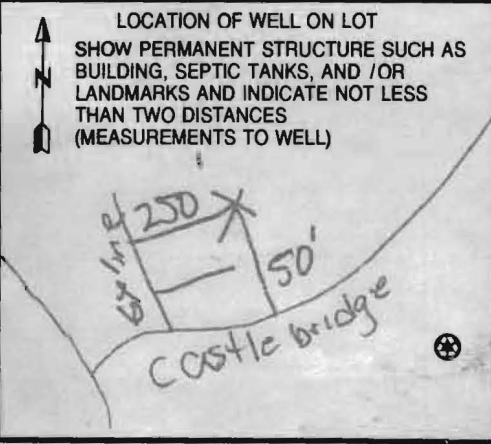 LOCATION OF WELL ON LOT
SHOW PERMANENT STRUCTURE SUCH AS
BUILDING, SEPTIC TANKS, AND /OR
LANDMARKS AND INDICATE NOT LESS
THAN TWO DISTANCES
(MEASUREMENTS TO WELL)
N
250
50'
Castle bridge